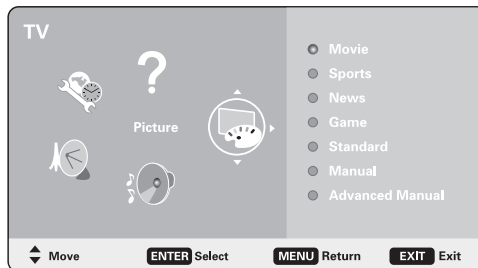 TV
?
Picture
Movie
Sports
News
Game
Standard
Manual
Advanced Manual
Move ENTER Select MENU Return EXIT Exit